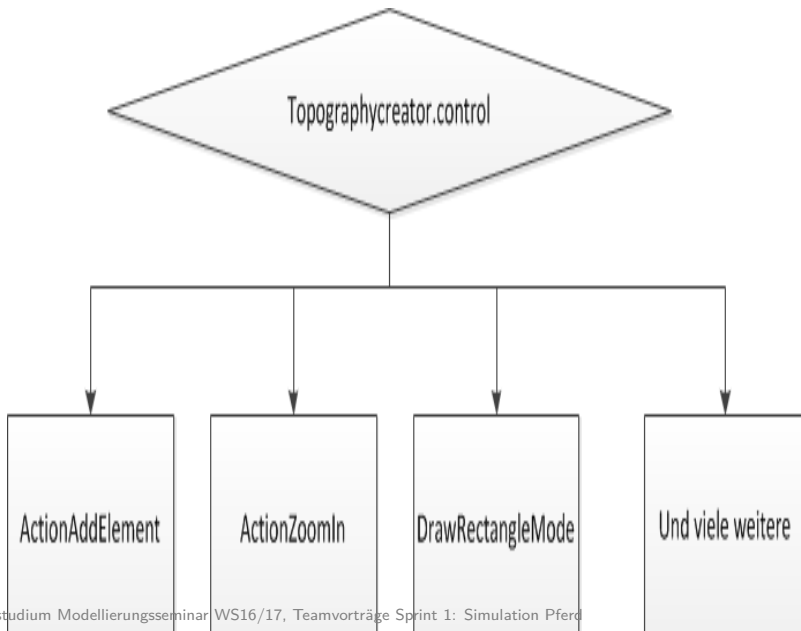 Topographycreator.control
ActionAddElement
ActionZoomIn
DrawRectangleMode
Und viele weitere
Modellierungsseminar WS16/17, Teamvorträge Sprint 1: Simulation Pferd